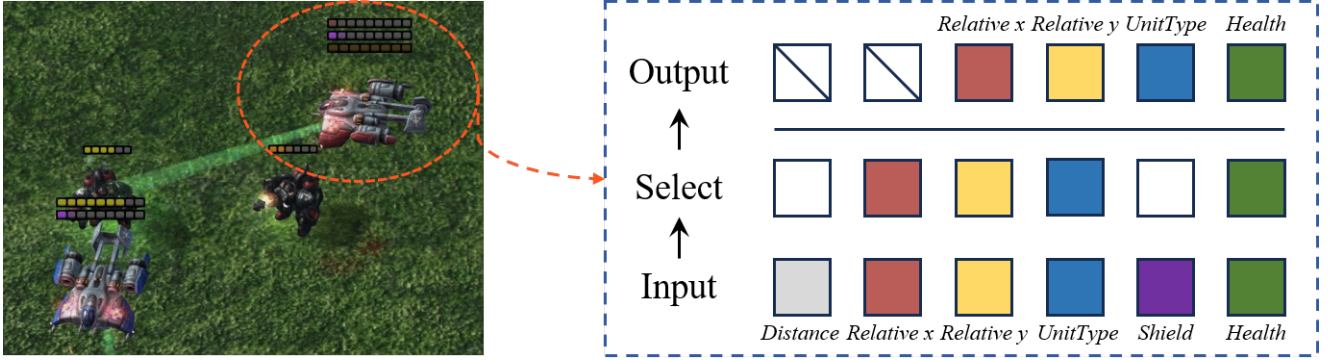 Relative x Relative y UnitType Health
Output
Select
Input
Distance Relative x Relative y UnitType Shield Health